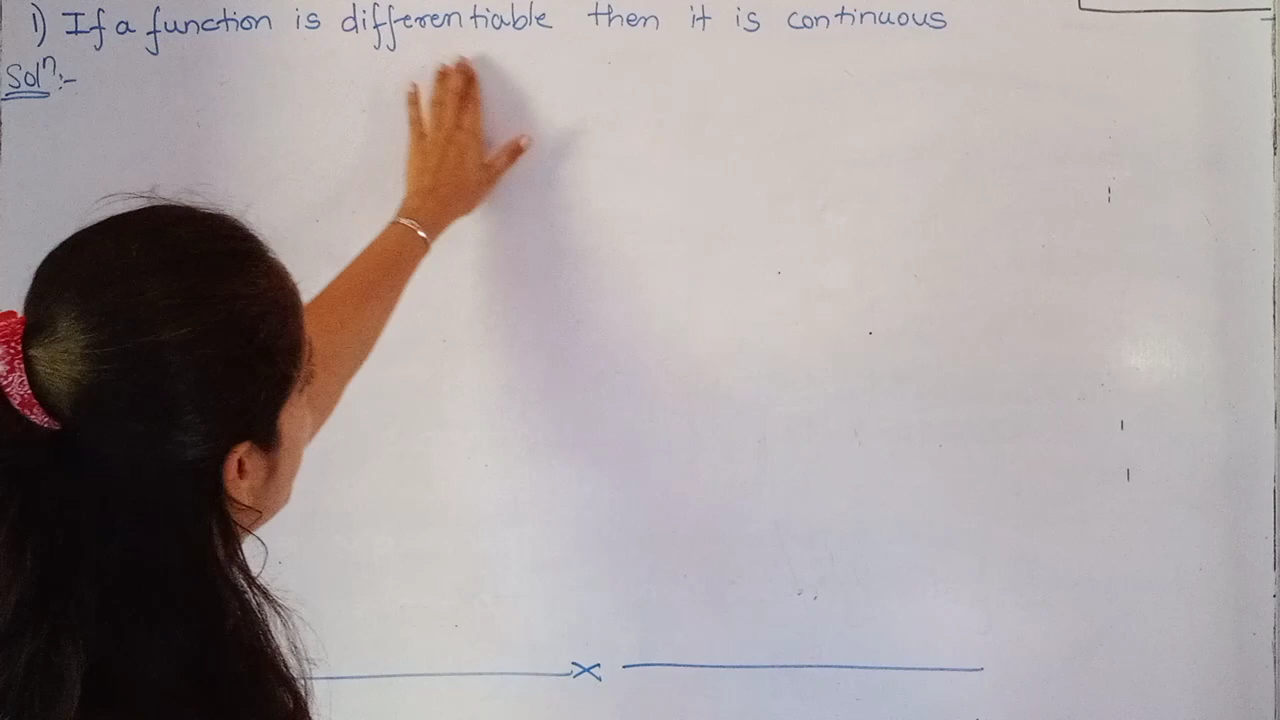 1) If a function is differentiable then it is continuous
Solⁿ:-